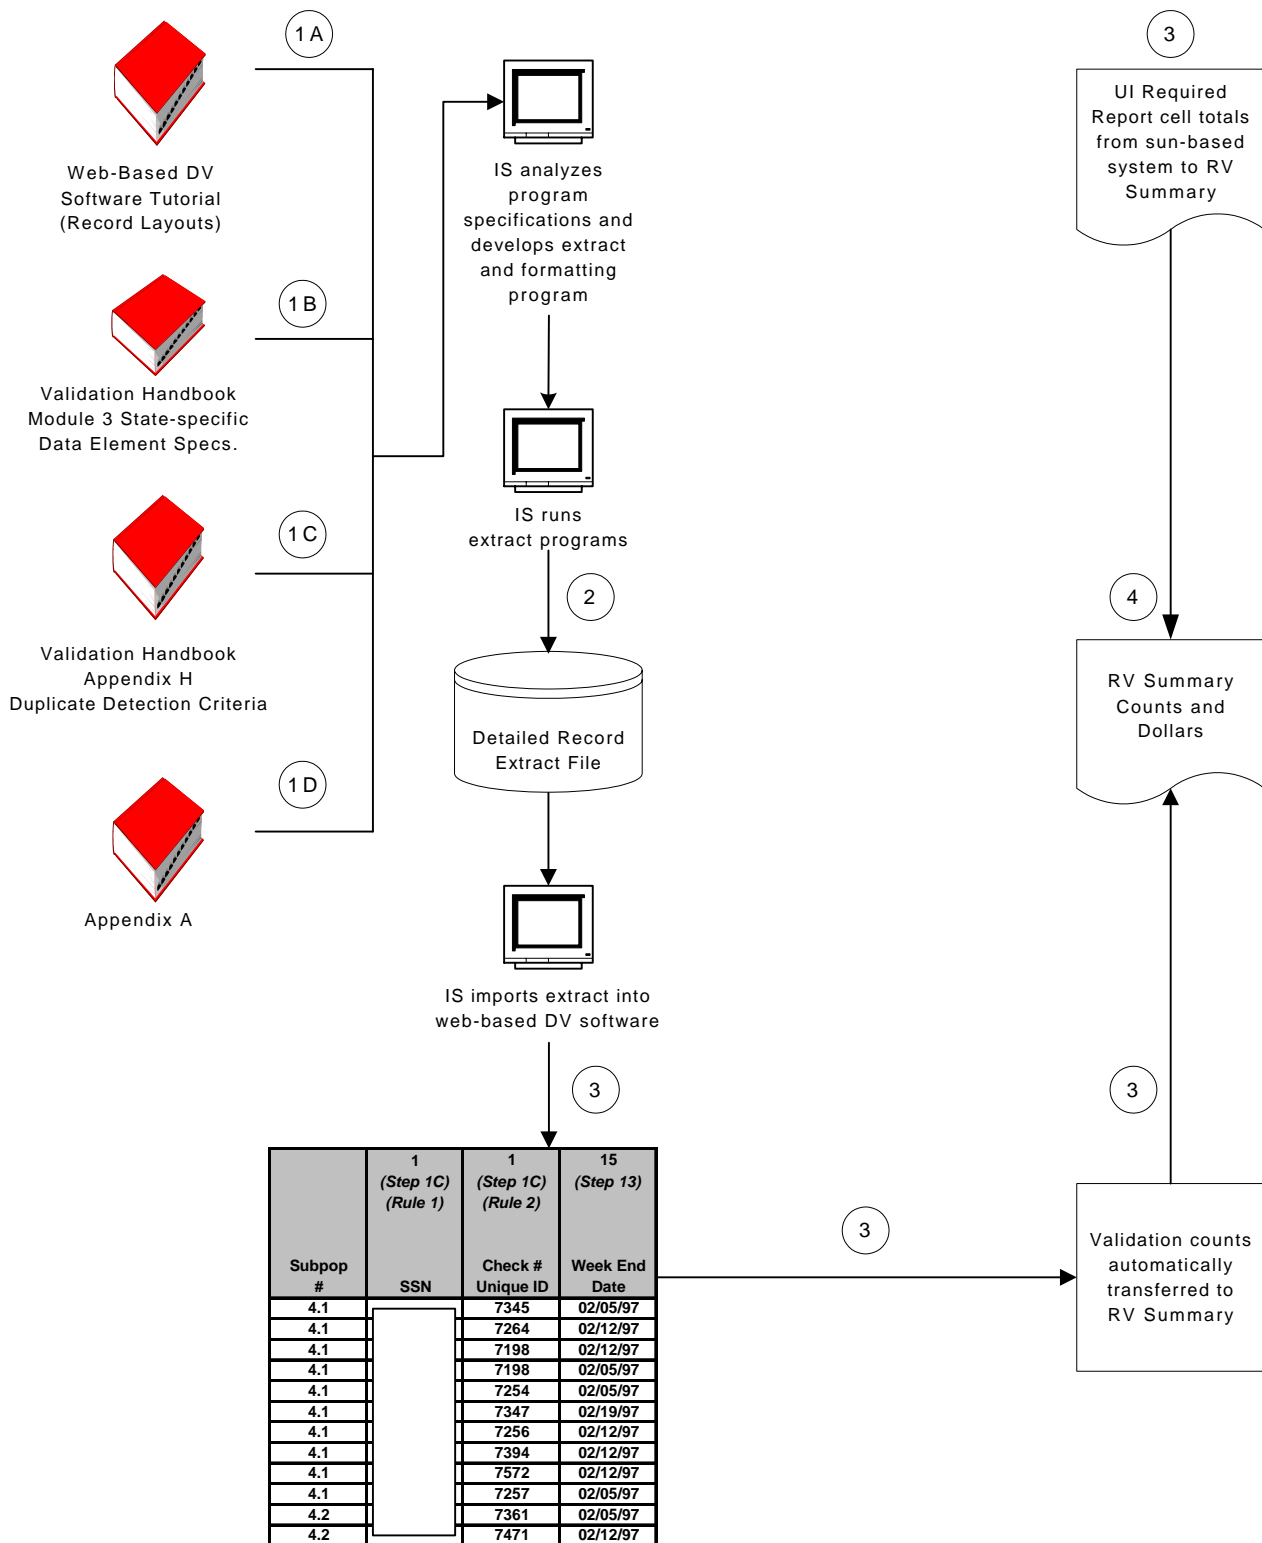 1 A
Web-Based DV
Software Tutorial
(Record Layouts)
1 B
Validation Handbook
Module 3 State-specific
Data Element Specs.
1 C
Validation Handbook
Appendix H
Duplicate Detection Criteria
1 D
Appendix A
IS analyzes
program
specifications and
develops extract
and formatting
program
IS runs
extract programs
2
Detailed Record
Extract File
IS imports extract into
web-based DV software
3
3
UI Required
Report cell totals
from sun-based
system to RV
Summary
4
RV Summary
Counts and
Dollars
3
Validation counts
automatically
transferred to
RV Summary
3
1 1 15
(Step 1C) (Step 1C) (Step 13)
(Rule 1) (Rule 2)
Subpop Check # Week End
# SSN Unique ID Date
4.1 7345 02/05/97
4.1 7264 02/12/97
4.1 7198 02/12/97
4.1 7198 02/05/97
4.1 7254 02/05/97
4.1 7347 02/19/97
4.1 7256 02/12/97
4.1 7394 02/12/97
4.1 7572 02/12/97
4.1 7257 02/05/97
4.2 7361 02/05/97
4.2 7471 02/12/97